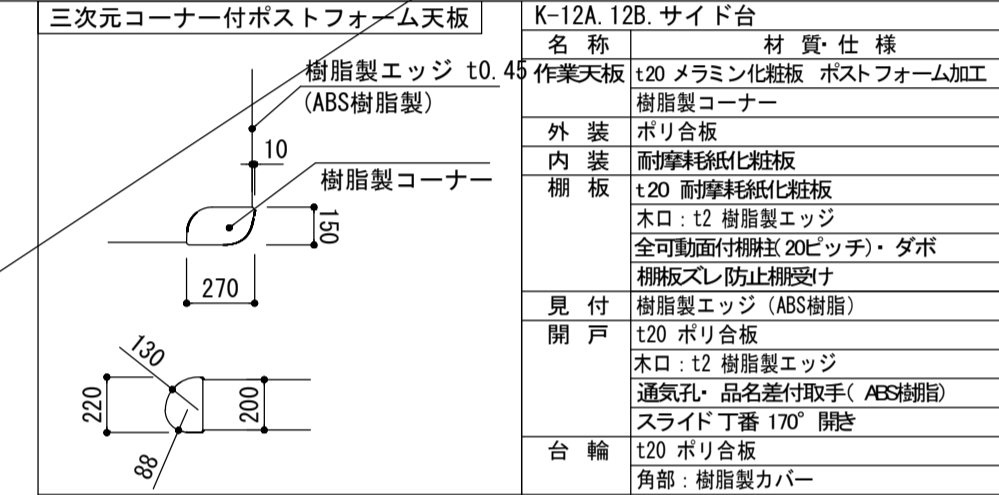 三次元コーナー付ポストフォーム天板
樹脂製エッジ t0.45
(ABS樹脂製)
10
樹脂製コーナー
150
270
130
220
200
88
K-12A.12B.サイド台
名 称 材 質・仕 様
作業天板 t20 メラミン化粧板 ポストフォーム加工
樹脂製コーナー
外 装 ポリ合板
内 装 耐摩耗紙化粧板
棚 板 t20 耐摩耗紙化粧板
木口：t2 樹脂製エッジ
全可動面付棚柱(20ピッチ)・ダボ
棚板ズレ防止棚受け
見 付 樹脂製エッジ (ABS樹脂)
開 戸 t20 ポリ合板
木口：t2 樹脂製エッジ
通気孔・品名差付取手( ABS樹脂)
スライド丁番 170°開き
台 輪 t20 ポリ合板
角部：樹脂製カバー